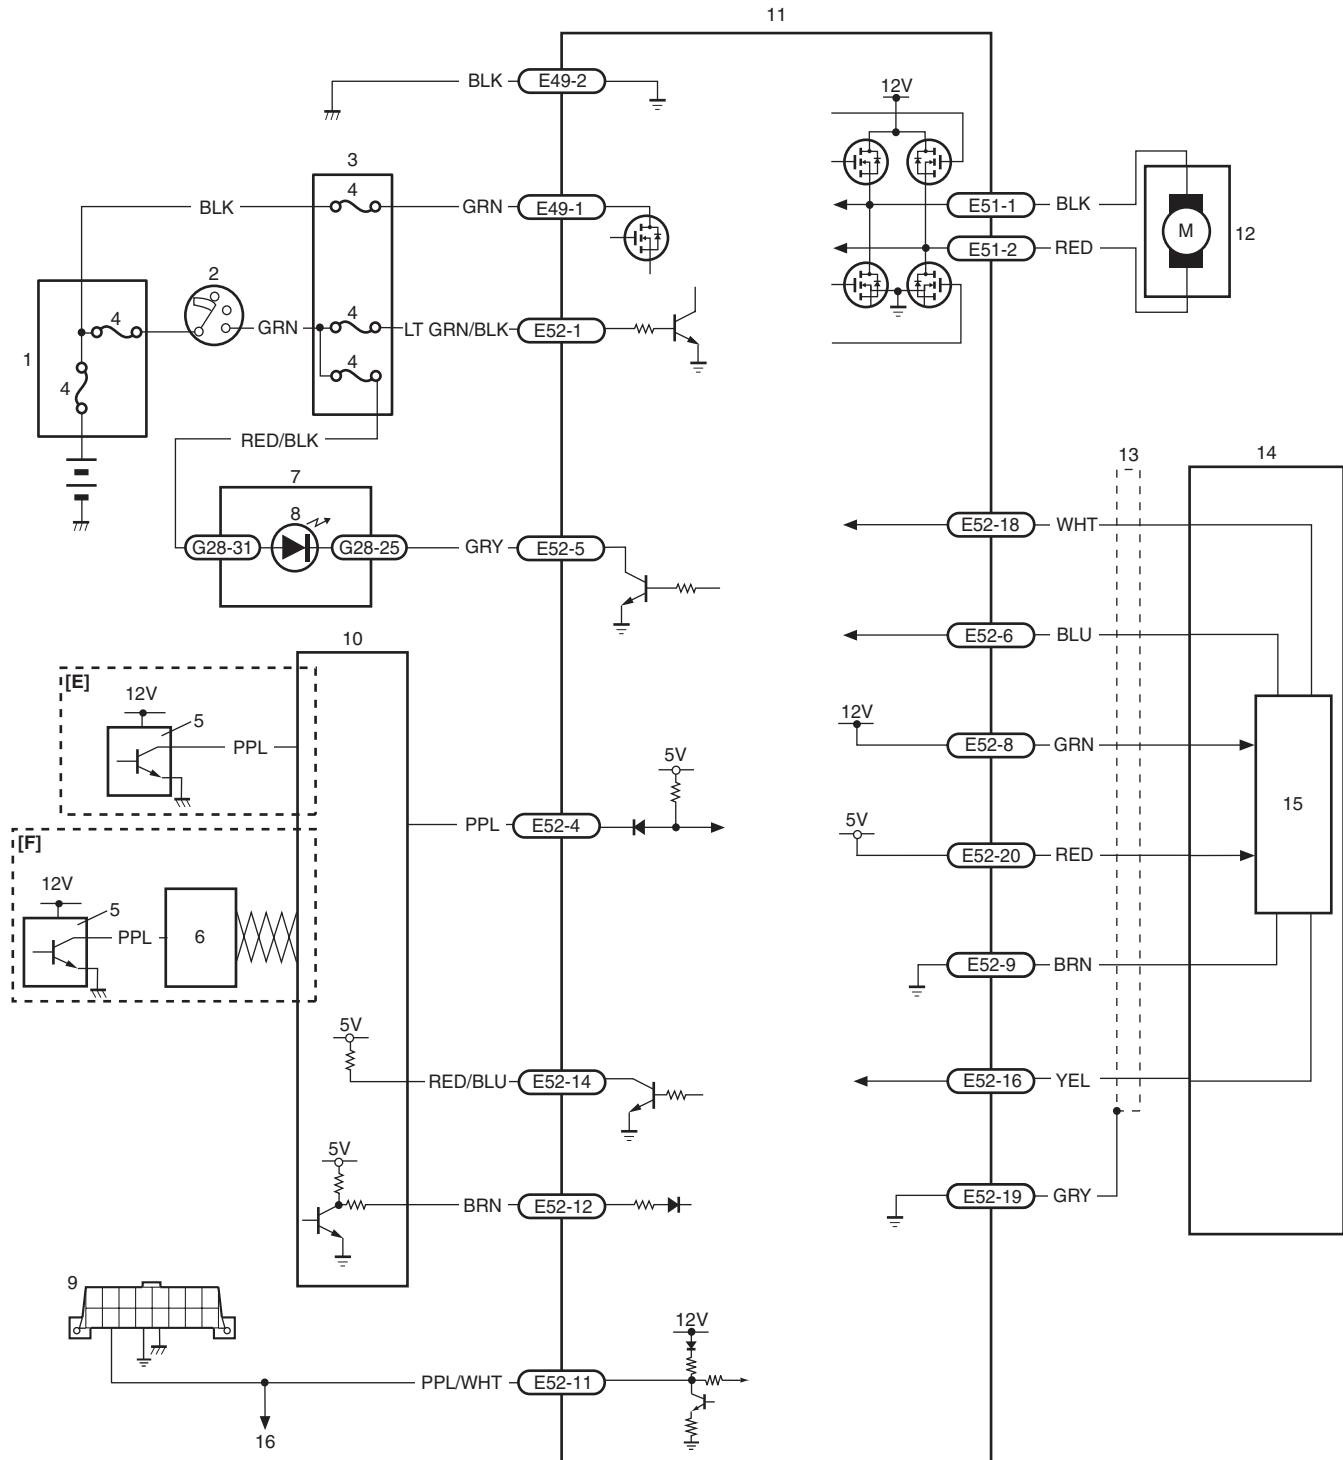 11
BLK E49-2
12V
3
4
BLK GRN E49-1
E51-1 BLK
M 12
E51-2 RED
2
4
4
GRN LT GRN/BLK E52-1
1
4
4
RED/BLK
13 14
7
8
E52-18 WHT
G28-31 G28-25 GRY E52-5
10
E52-6 BLU
[E]
12V
5
PPL
12V
E52-8 GRN
5V
15
PPL E52-4
5V
[F]
E52-20 RED
12V
5
PPL 6
E52-9 BRN
5V
RED/BLU E52-14
E52-16 YEL
5V
BRN E52-12
E52-19 GRY
9
12V
PPL/WHT E52-11
16